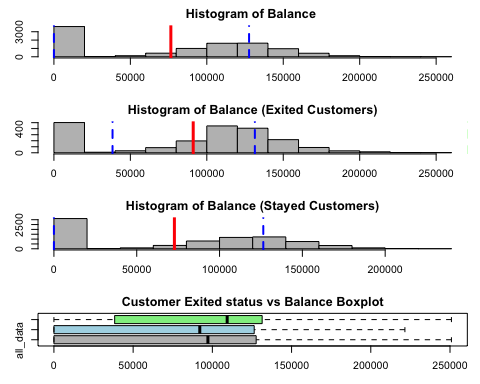 Histogram of Balance
30000
0
0 50000 100000 150000 200000 250000
Histogram of Balance (Exited Customers)
400
0
0 50000 100000 150000 200000 250000
Histogram of Balance (Stayed Customers)
2500
0
0 50000 100000 150000 200000
Customer Exited status vs Balance Boxplot
all_data
0 50000 100000 150000 200000 250000